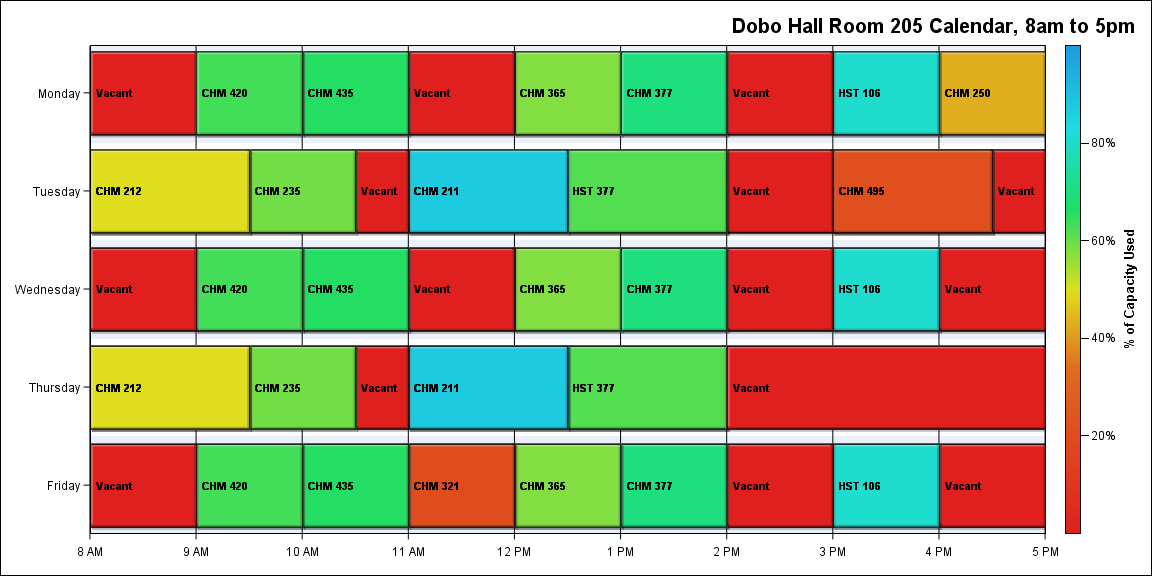 Dobo Hall Room 205 Calendar, 8am to 5pm
Monday
Vacant
CHM 420
CHM 435
Vacant
CHM 365
CHM 377
Vacant
HST 106
CHM 250
Tuesday
CHM 212
CHM 235
Vacant
CHM 211
HST 377
Vacant
CHM 495
Vacant
Wednesday
Vacant
CHM 420
CHM 435
Vacant
CHM 365
CHM 377
Vacant
HST 106
Vacant
Thursday
CHM 212
CHM 235
Vacant
CHM 211
HST 377
Vacant
Friday
Vacant
CHM 420
CHM 435
CHM 321
CHM 365
CHM 377
Vacant
HST 106
Vacant
8 AM
9 AM
10 AM
11 AM
12 PM
1 PM
2 PM
3 PM
4 PM
5 PM
80%
60%
40%
20%
% of Capacity Used